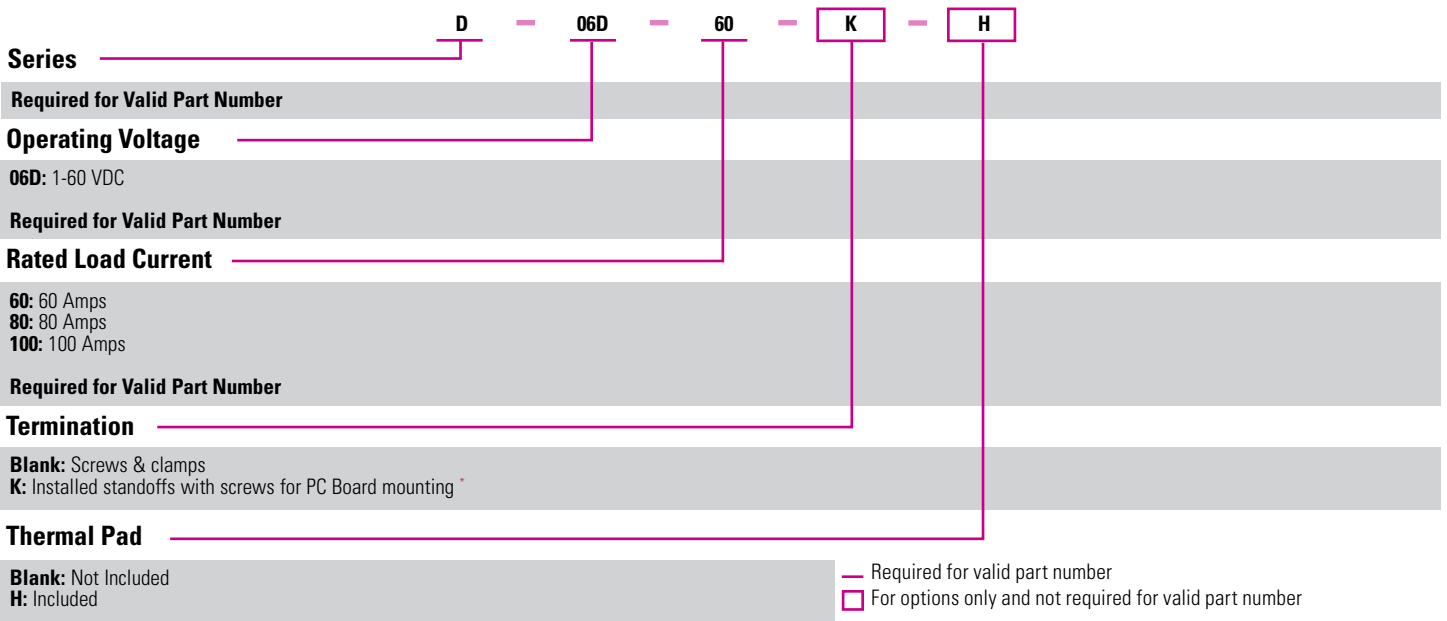 D – 06D – 60 – K – H
Series
Required for Valid Part Number
Operating Voltage
06D: 1-60 VDC
Required for Valid Part Number
Rated Load Current
60: 60 Amps
80: 80 Amps
100: 100 Amps
Required for Valid Part Number
Termination
Blank: Screws & clamps
K: Installed standoffs with screws for PC Board mounting *
Thermal Pad
Blank: Not Included
H: Included
Required for valid part number
For options only and not required for valid part number